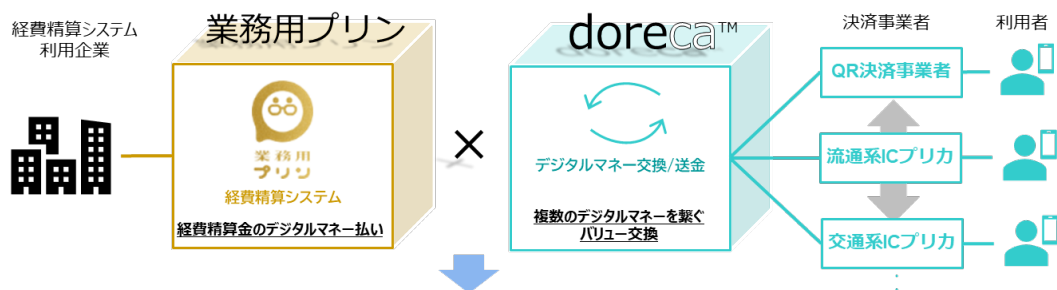 経費精算システム
利用企業
業務用プリン
業務用
プリン
経費精算システム
経費精算金のデジタルマネー払い
×
doreca™
デジタルマネー交換/送金
複数のデジタルマネーを繋ぐ
バリュー交換
決済事業者
利用者
QR決済事業者
流通系ICプリカ
交通系ICプリカ